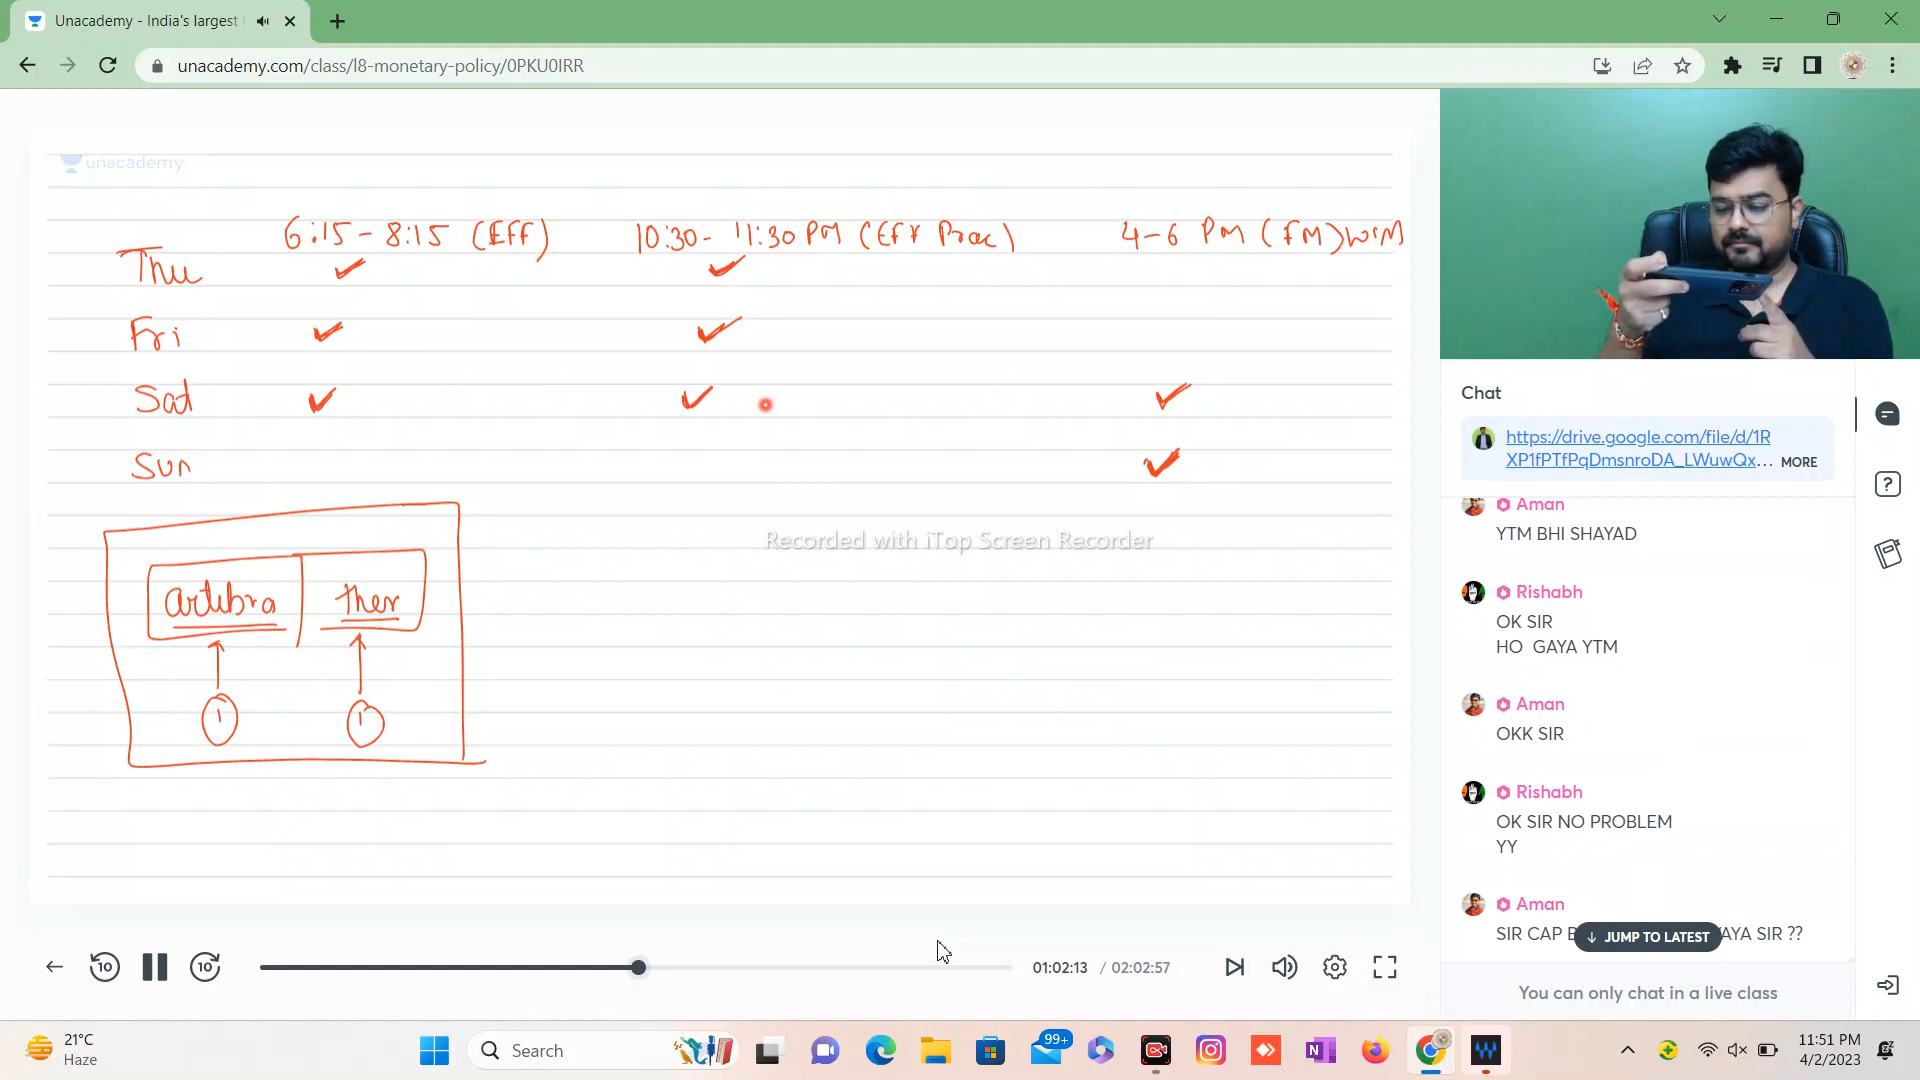 Unacademy - India's largest
unacademy.com/class/l8-monetary-policy/0PKU0IRR
unacademy
6:15 - 8:15 (EFF)
10:30 - 11:30 PM (EFF Prac)
4-6 PM (FM)
Thu
Fri
Sat
Sun
Recorded with iTop Screen Recorder
1
1
Chat
https://drive.google.com/file/d/1R
XP1fPTfPqDmsnroDA_LWuwQx... MORE
Aman
YTM BHI SHAYAD
Rishabh
OK SIR
HO GAYA YTM
Aman
OKK SIR
Rishabh
OK SIR NO PROBLEM
YY
Aman
SIR CAP
JUMP TO LATEST
SIR ??
You can only chat in a live class
10
10
01:02:13 / 02:02:57
21°C
Haze
Search
99+
11:51 PM
4/2/2023